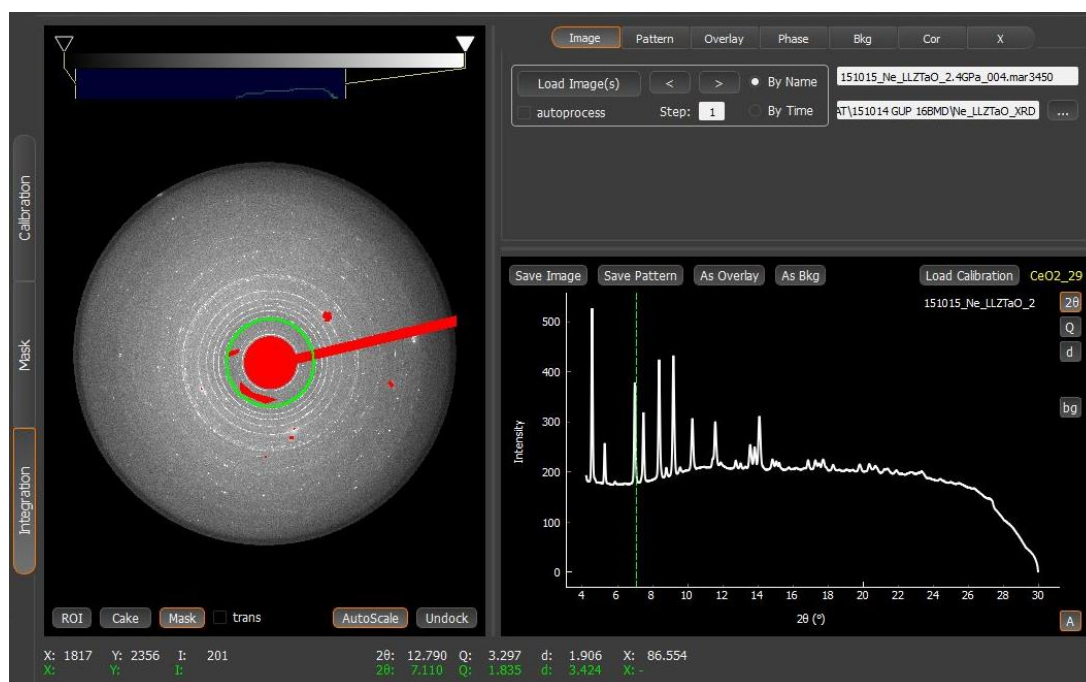 Image Pattern Overlay Phase Bkg Cor X
Load Image(s) < > By Name 151015_Ne_LLZTaO_2.4GPa_004.mar3450
autoprocess Step: 1 By Time AT\151014 GUP 16BMD\Ne_LLZTaO_XRD ...
Calibration
Mask
Integration
Save Image Save Pattern As Overlay As Bkg Load Calibration CeO2_29
151015_Ne_LLZTaO_2
2θ
Q
d
bg
A
500
400
300
200
100
0
Intensity
4 6 8 10 12 14 16 18 20 22 24 26 28 30
2θ (°)
ROI Cake Mask trans AutoScale Undock
X: 1817 Y: 2356 I: 201 2θ: 12.790 Q: 3.297 d: 1.906 X: 86.554
X: Y: I: 2θ: 7.110 Q: 1.835 d: 3.424 X: -